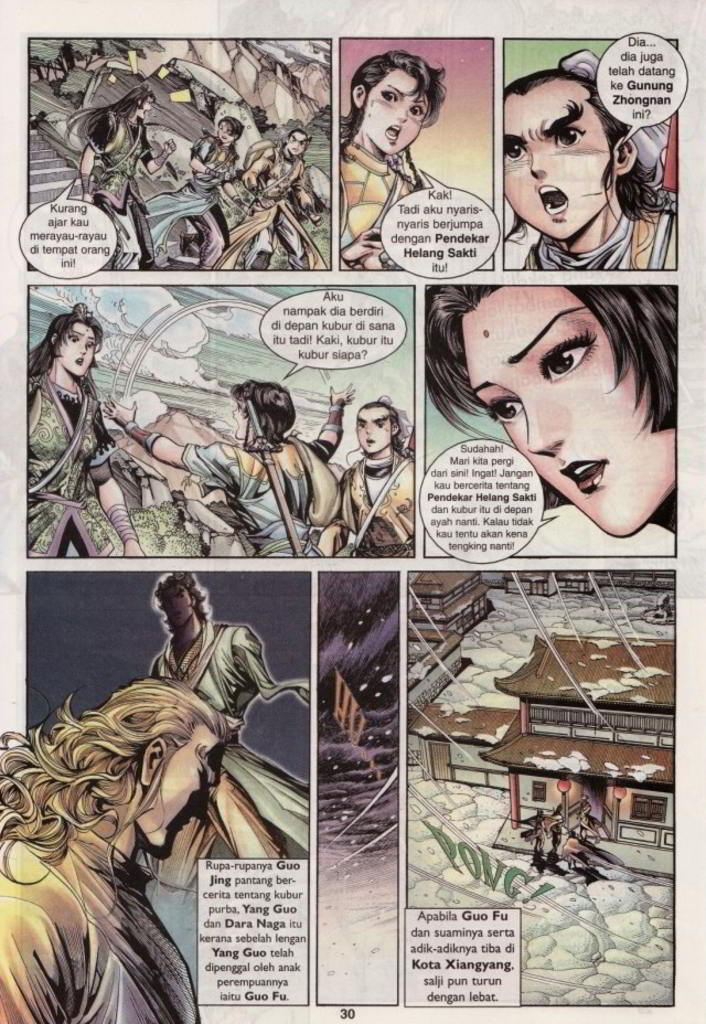 Kurang
ajar kau
merayau-rayau
di tempat orang
ini!
Kak!
Tadi aku nyaris-
nyaris berjumpa
dengan Pendekar
Helang Sakti
itu!
Dia...
dia juga
telah datang
ke Gunung
Zhongnan
ini?
Aku
nampak dia berdiri
di depan kubur di sana
itu tadi! Kaki, kubur itu
kubur siapa?
Sudahah!
Mari kita pergi
dari sini! Ingat! Jangan
kau bercerita tentang
Pendekar Helang Sakti
dan kubur itu di depan
ayah nanti. Kalau tidak
kau tentu akan kena
tengking nanti!
Rupa-rupanya Guo
Jing pantang ber-
cerita tentang kubur
purba, Yang Guo
dan Dara Naga itu
kerana sebelah lengan
Yang Guo telah
dipenggal oleh anak
perempuannya
iaitu Guo Fu.
DONG!
Apabila Guo Fu
dan suaminya serta
adik-adiknya tiba di
Kota Xiangyang,
salji pun turun
dengan lebat.
30